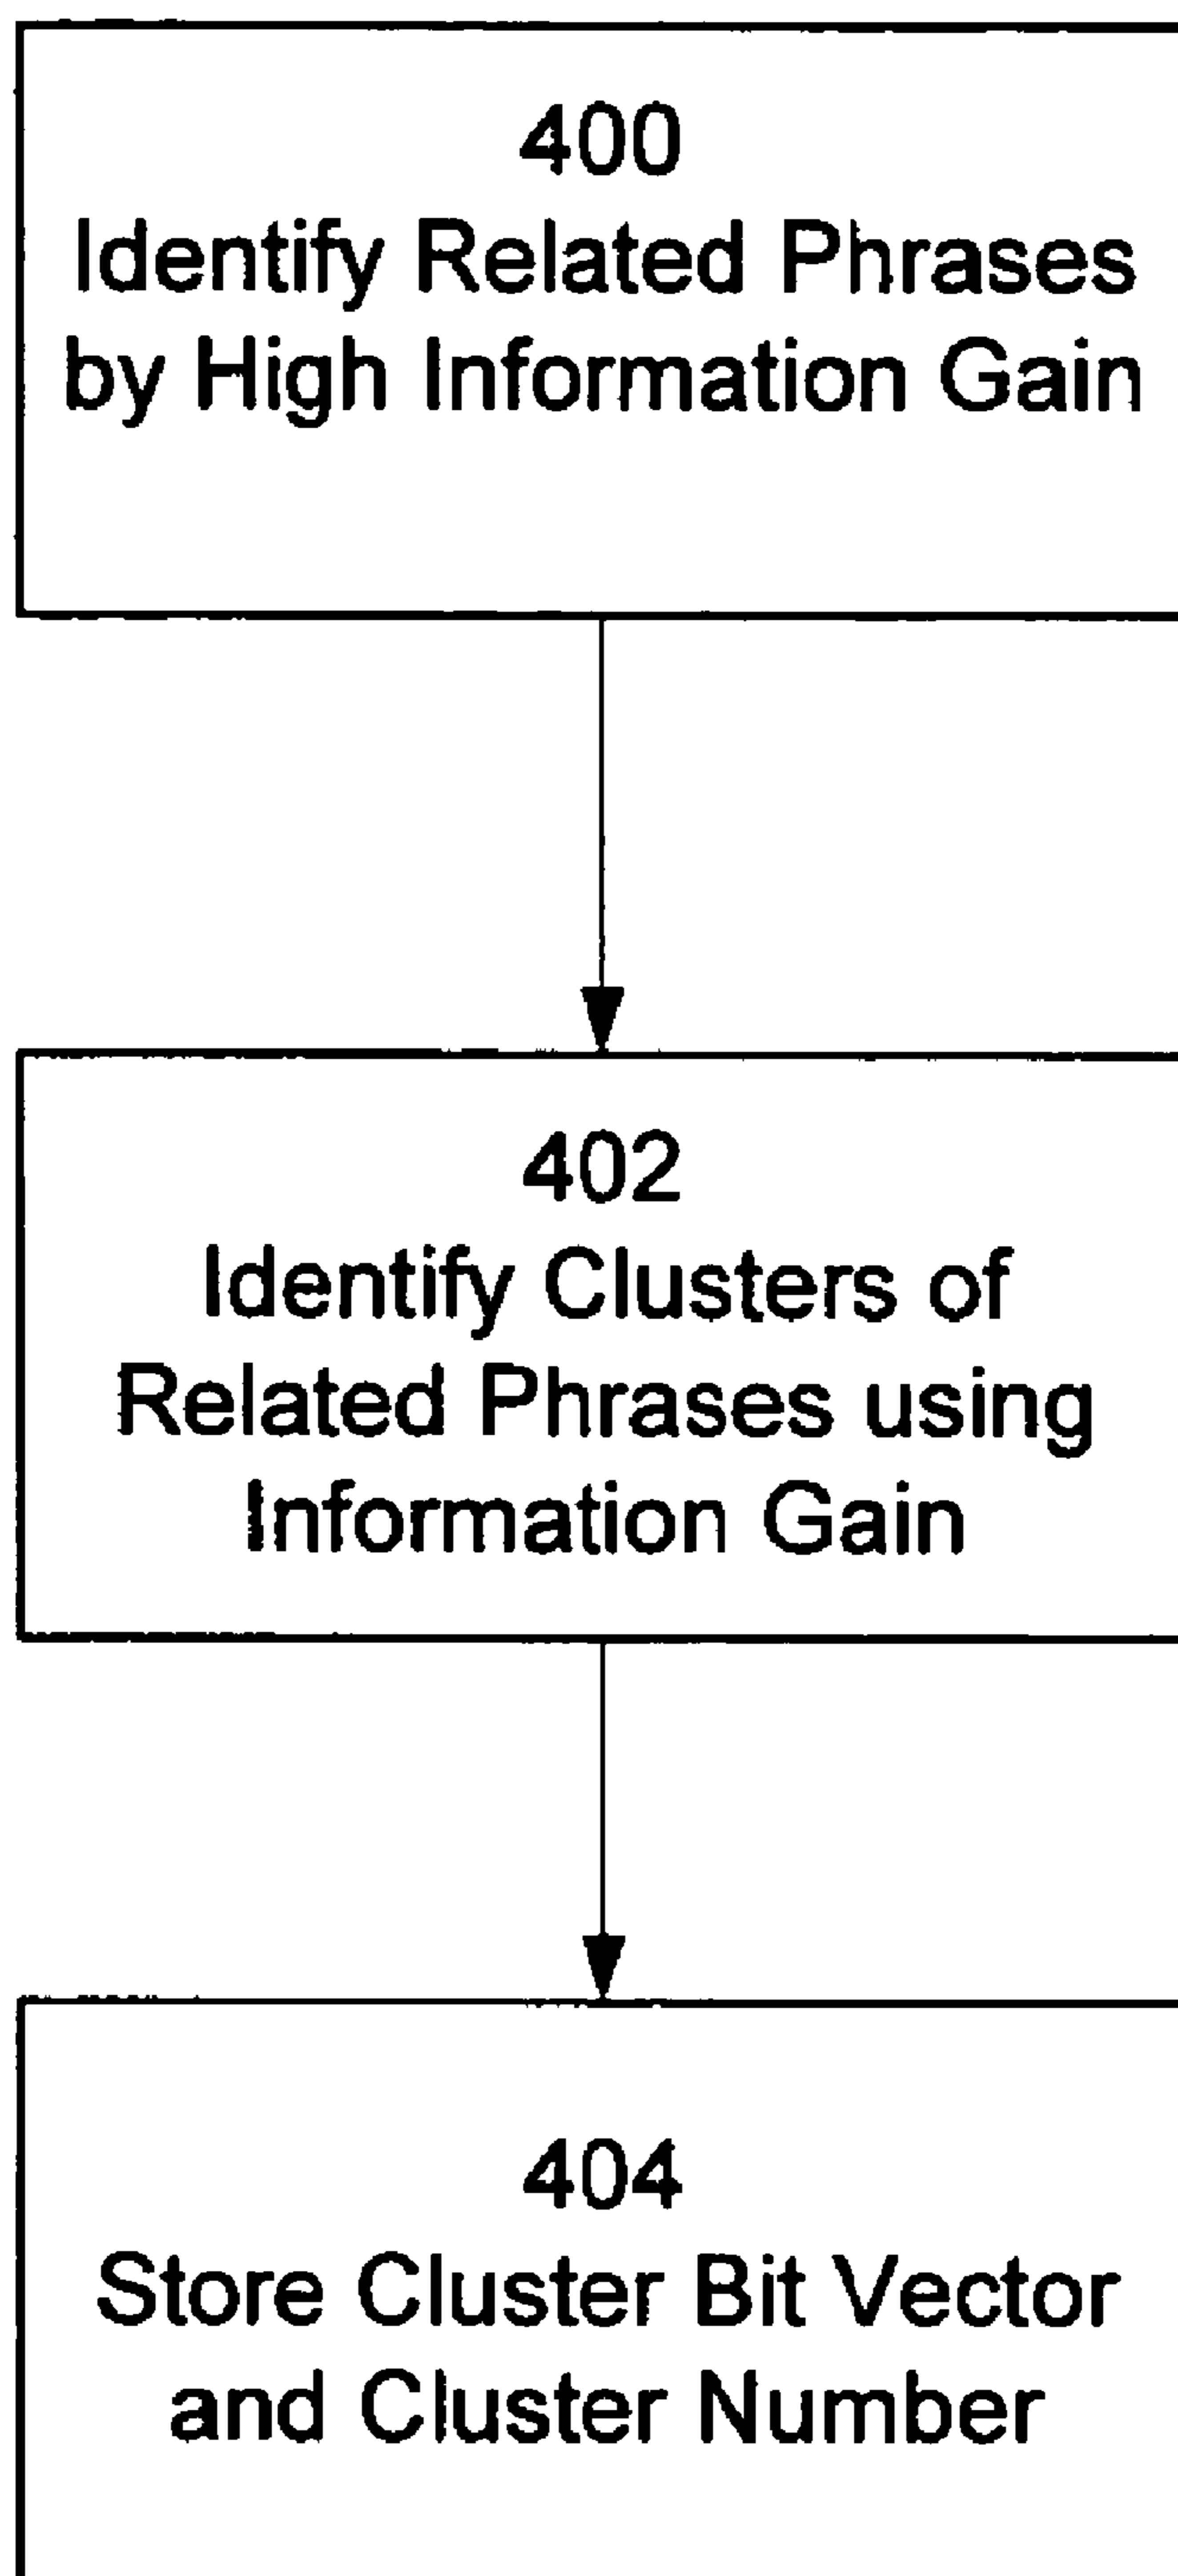 400
Identify Related Phrases
by High Information Gain
402
Identify Clusters of
Related Phrases using
Information Gain
404
Store Cluster Bit Vector
and Cluster Number